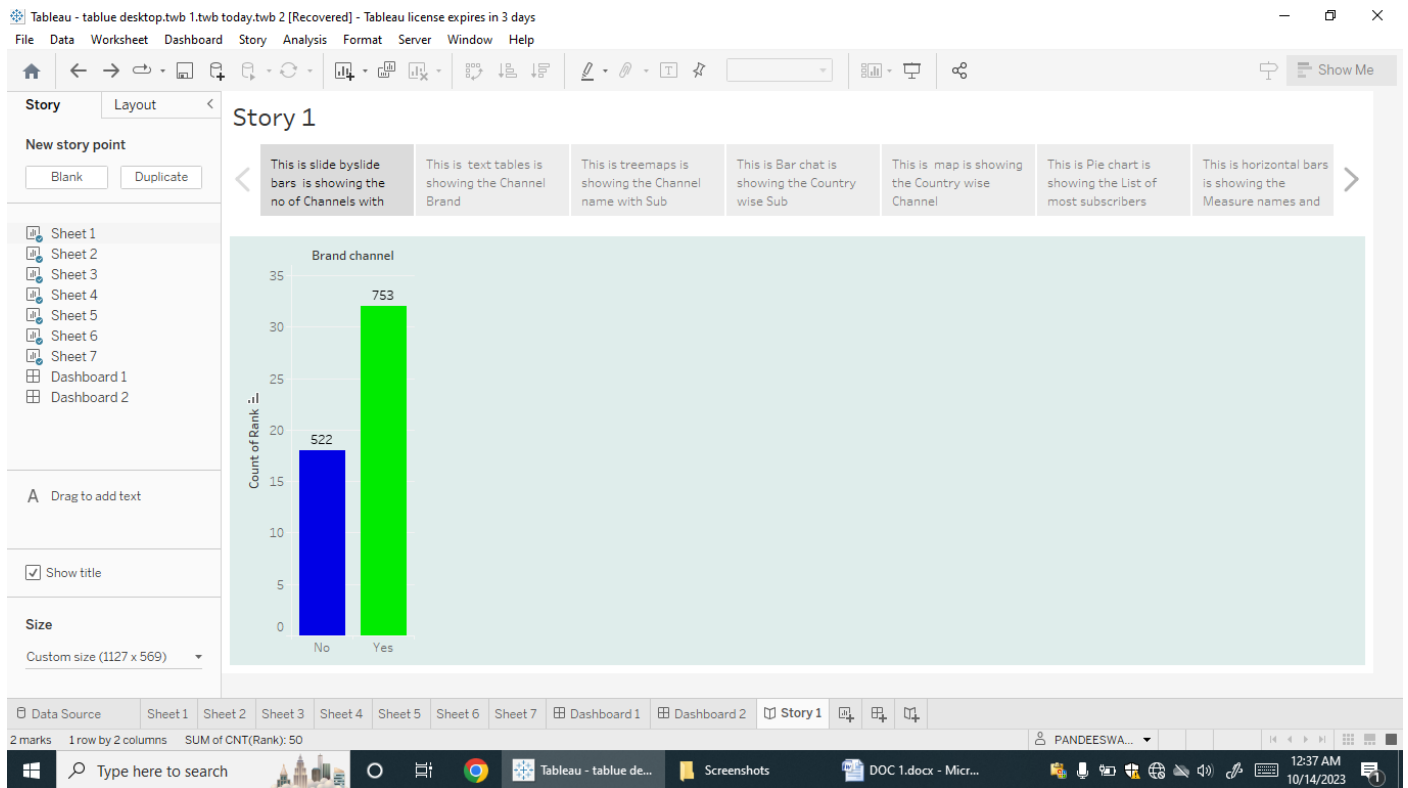 Tableau - tablue desktop.twb 1.twb today.twb 2 [Recovered] - Tableau license expires in 3 days
File Data Worksheet Dashboard Story Analysis Format Server Window Help
Show Me
Story Layout
Story 1
New story point
Blank Duplicate
This is slide byslide
bars is showing the
no of Channels with
This is text tables is
showing the Channel
Brand
This is treemaps is
showing the Channel
name with Sub
This is Bar chat is
showing the Country
wise Sub
This is map is showing
the Country wise
Channel
This is Pie chart is
showing the List of
most subscribers
This is horizontal bars
is showing the
Measure names and
Sheet 1
Sheet 2
Sheet 3
Sheet 4
Sheet 5
Sheet 6
Sheet 7
Dashboard 1
Dashboard 2
A Drag to add text
Show title
Size
Custom size (1127 x 569)
Brand channel
Count of Rank
35
30
25
20
15
10
5
0
753
522
No Yes
Data Source Sheet 1 Sheet 2 Sheet 3 Sheet 4 Sheet 5 Sheet 6 Sheet 7 Dashboard 1 Dashboard 2 Story 1
2 marks 1 row by 2 columns SUM of CNT(Rank): 50 PANDEESWA...
Type here to search Tableau - tablue de... Screenshots DOC 1.docx - Micr... 12:37 AM
10/14/2023
1